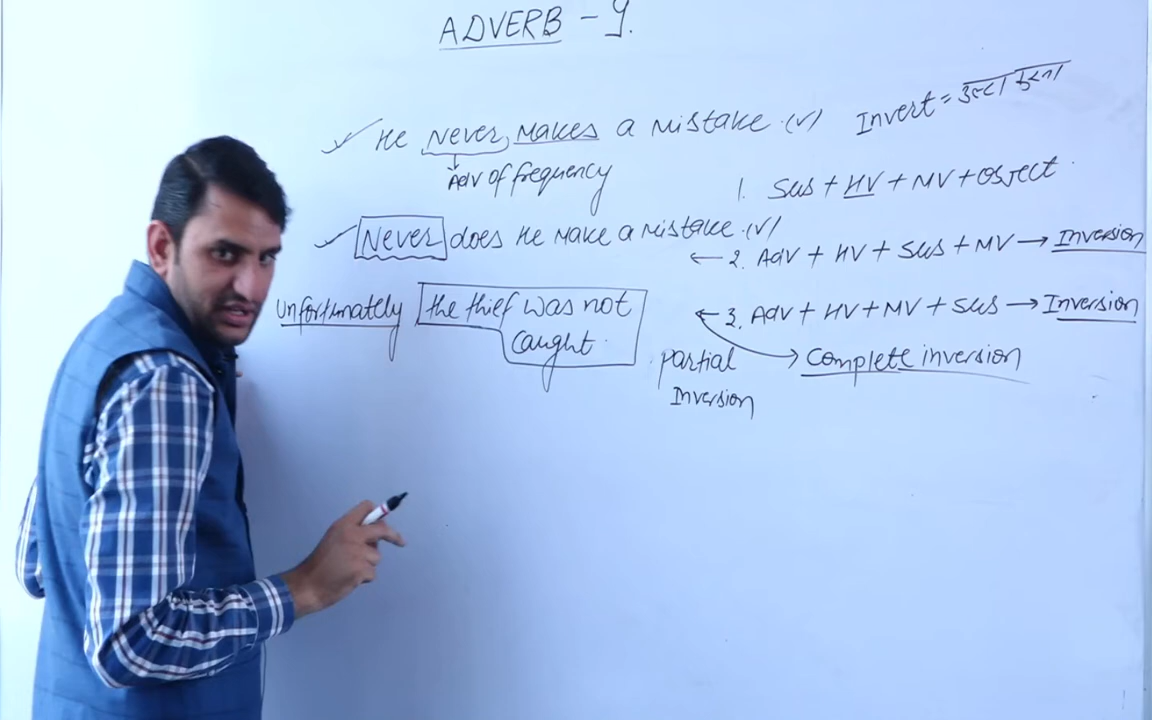 ADVERB - 9.
He Never makes a mistake. (✓)
Invert = उल्टा करना
Adv of frequency
1. Sub + HV + MV + Object.
Never does He make a mistake. (✓)
← 2. Adv + HV + Sub + MV → Inversion
Unfortunately the thief was not
caught.
← 3. Adv + HV + MV + Sub → Inversion
partial
Inversion
→ Complete inversion